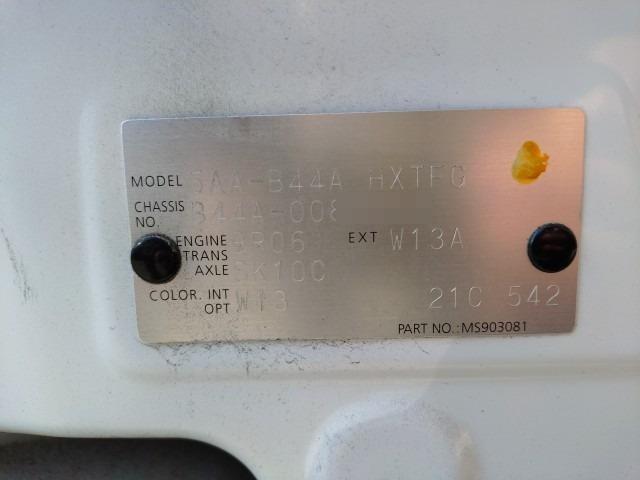 MODEL 5AA-B44A HXTFG
CHASSIS NO. B44A-008
ENGINE BR06 EXT W13A
TRANS AXLE SK10C
COLOR. INT
OPT W13 21C 542
PART NO.:MS903081